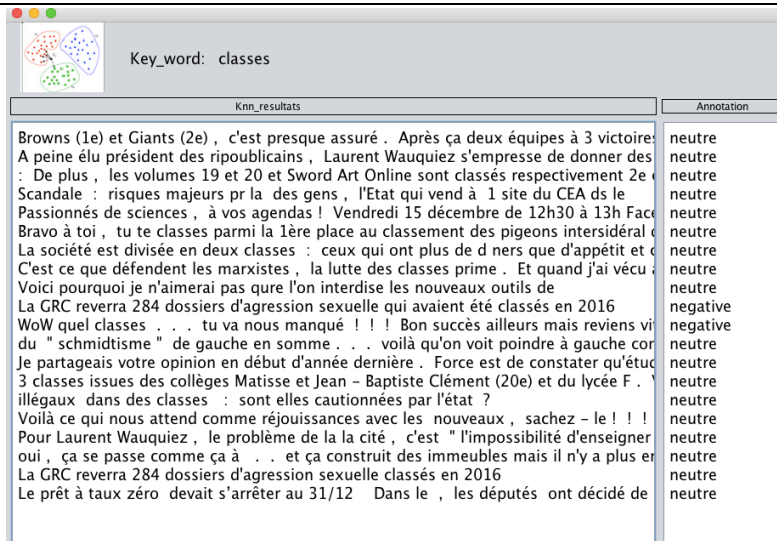 Key_word: classes
Knn_resultats Annotation
Browns (1e) et Giants (2e) , c'est presque assuré . Après ça deux équipes à 3 victoires neutre
A peine élu président des ripoublicains , Laurent Wauquiez s'empresse de donner des neutre
: De plus , les volumes 19 et 20 et Sword Art Online sont classés respectivement 2e neutre
Scandale : risques majeurs pr la des gens , l'Etat qui vend à 1 site du CEA ds le neutre
Passionnés de sciences , à vos agendas ! Vendredi 15 décembre de 12h30 à 13h Face neutre
Bravo à toi , tu te classes parmi la 1ère place au classement des pigeons intersidéral neutre
La société est divisée en deux classes : ceux qui ont plus de d ners que d'appétit et neutre
C'est ce que défendent les marxistes , la lutte des classes prime . Et quand j'ai vécu neutre
Voici pourquoi je n'aimerai pas qure l'on interdise les nouveaux outils de neutre
La GRC reverra 284 dossiers d'agression sexuelle qui avaient été classés en 2016 negative
WoW quel classes . . . tu va nous manqué ! ! ! Bon succès ailleurs mais reviens negative
du " schmidtisme " de gauche en somme . . . voilà qu'on voit poindre à gauche neutre
Je partageais votre opinion en début d'année dernière . Force est de constater neutre
3 classes issues des collèges Matisse et Jean – Baptiste Clément (20e) et du lycée F . neutre
illégaux dans des classes : sont elles cautionnées par l'état ? neutre
Voilà ce qui nous attend comme réjouissances avec les nouveaux , sachez – le ! ! ! neutre
Pour Laurent Wauquiez , le problème de la la cité , c'est " l'impossibilité d'enseigner neutre
oui , ça se passe comme ça à . . et ça construit des immeubles mais il n'y a plus neutre
La GRC reverra 284 dossiers d'agression sexuelle classés en 2016 neutre
Le prêt à taux zéro devait s'arrêter au 31/12 Dans le , les députés ont décidé de neutre